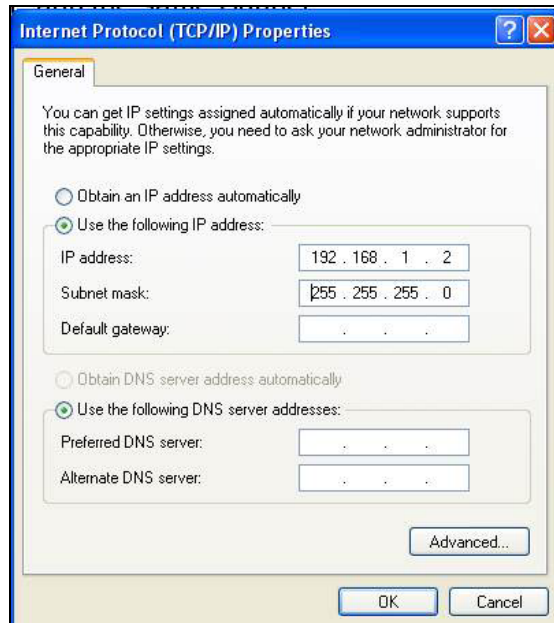 Internet Protocol (TCP/IP) Properties
General
You can get IP settings assigned automatically if your network supports
this capability. Otherwise, you need to ask your network administrator for
the appropriate IP settings.
Obtain an IP address automatically
Use the following IP address:
IP address: 192 . 168 . 1 . 2
Subnet mask: 255 . 255 . 255 . 0
Default gateway: . . .
Obtain DNS server address automatically
Use the following DNS server addresses:
Preferred DNS server: . . .
Alternate DNS server: . . .
Advanced...
OK Cancel